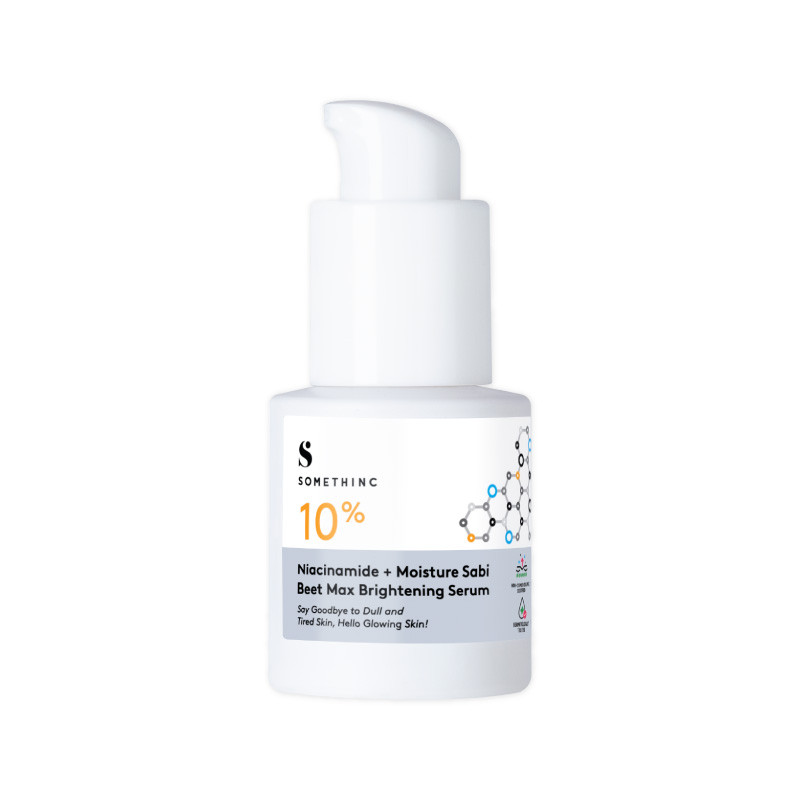 S
SOMETHINC
10%
Niacinamide + Moisture Sabi
Beet Max Brightening Serum
Say Goodbye to Dull and
Tired Skin, Hello Glowing Skin!